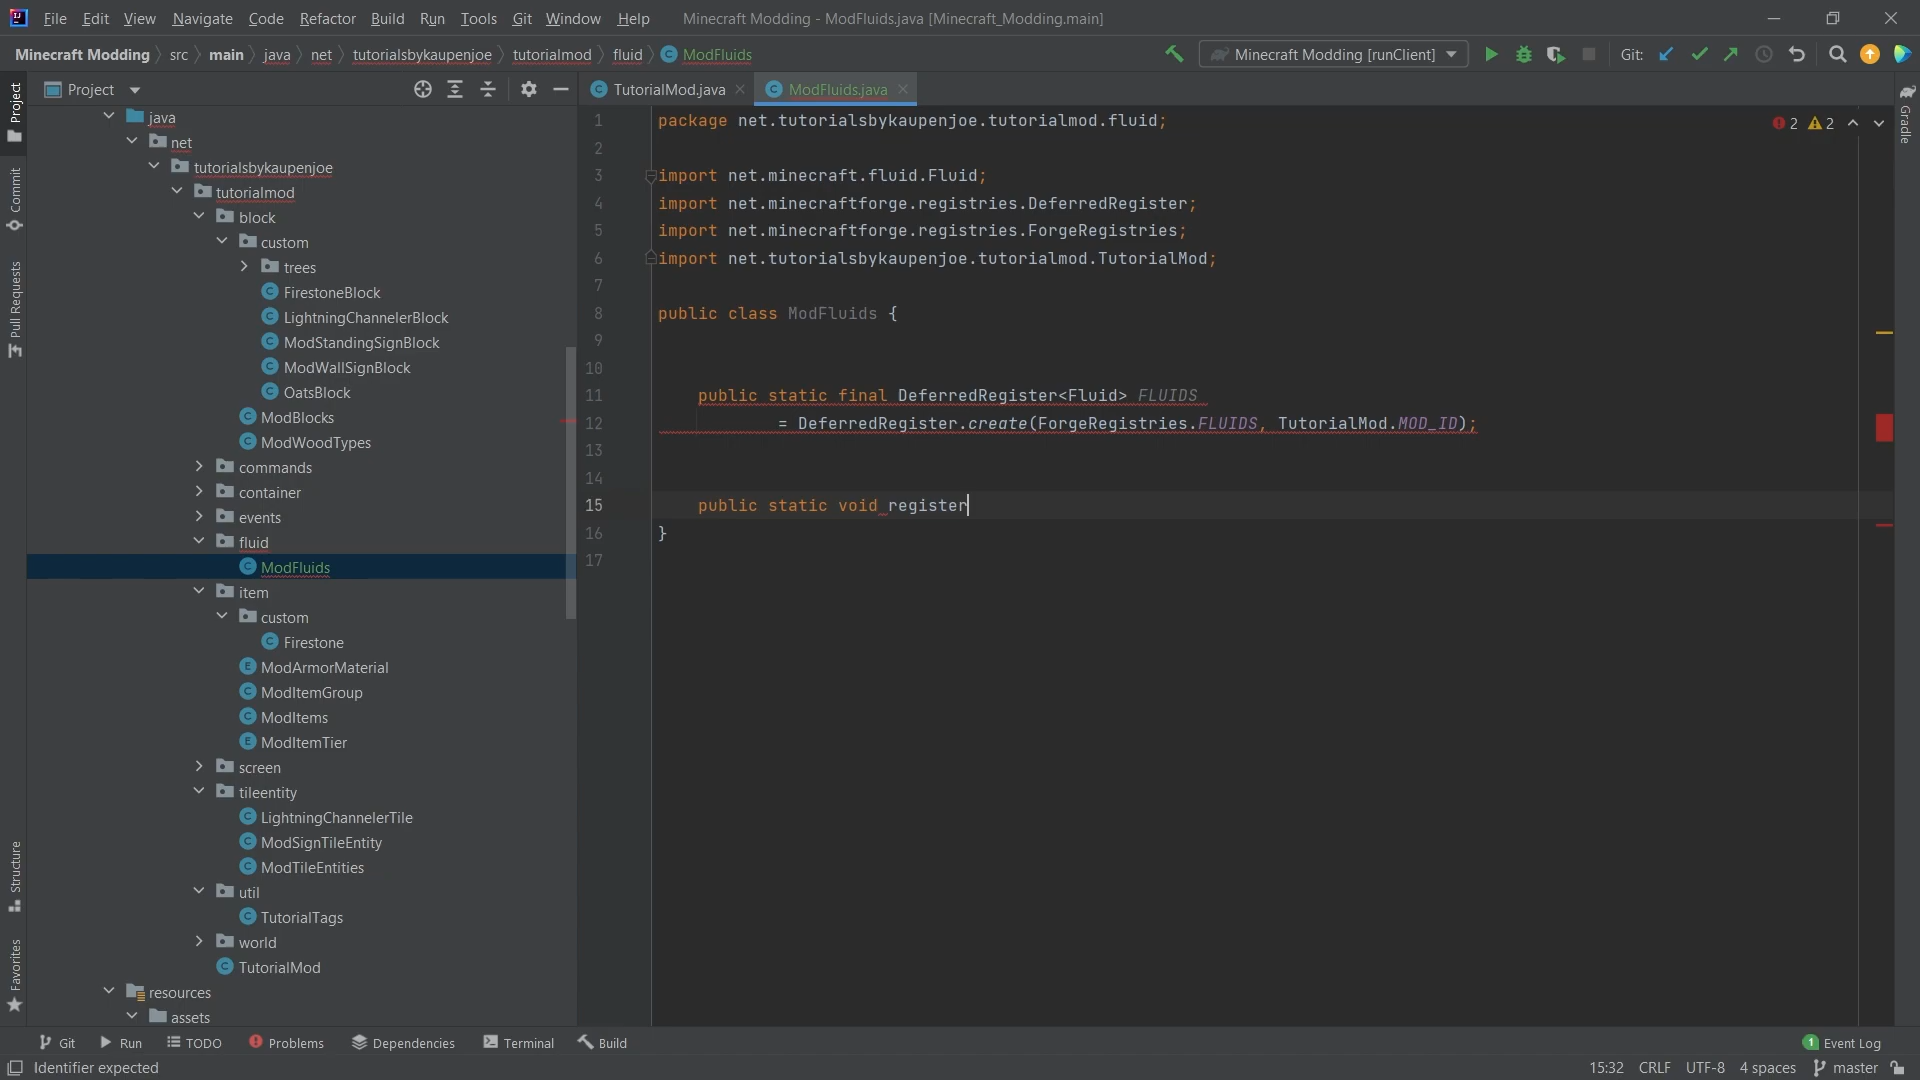 File Edit View Navigate Code Refactor Build Run Tools Git Window Help Minecraft Modding - ModFluids.java [Minecraft_Modding.main]
Minecraft Modding src main java net tutorialsbykaupenjoe tutorialmod fluid ModFluids Minecraft Modding [runClient] Git:
Project
TutorialMod.java ModFluids.java
Project
Commit
Pull Requests
Structure
Favorites
Gradle
java
net
tutorialsbykaupenjoe
tutorialmod
block
custom
trees
FirestoneBlock
LightningChannelerBlock
ModStandingSignBlock
ModWallSignBlock
OatsBlock
ModBlocks
ModWoodTypes
commands
container
events
fluid
ModFluids
item
custom
Firestone
ModArmorMaterial
ModItemGroup
ModItems
ModItemTier
screen
tileentity
LightningChannelerTile
ModSignTileEntity
ModTileEntities
util
TutorialTags
world
TutorialMod
resources
assets
1 package net.tutorialsbykaupenjoe.tutorialmod.fluid; 2 2
2
3 import net.minecraft.fluid.Fluid;
4 import net.minecraftforge.registries.DeferredRegister;
5 import net.minecraftforge.registries.ForgeRegistries;
6 import net.tutorialsbykaupenjoe.tutorialmod.TutorialMod;
7
8 public class ModFluids {
9
10
11 public static final DeferredRegister<Fluid> FLUIDS
12 = DeferredRegister.create(ForgeRegistries.FLUIDS, TutorialMod.MOD_ID);
13
14
15 public static void register
16 }
17
Git Run TODO Problems Dependencies Terminal Build 1 Event Log
Identifier expected 15:32 CRLF UTF-8 4 spaces master